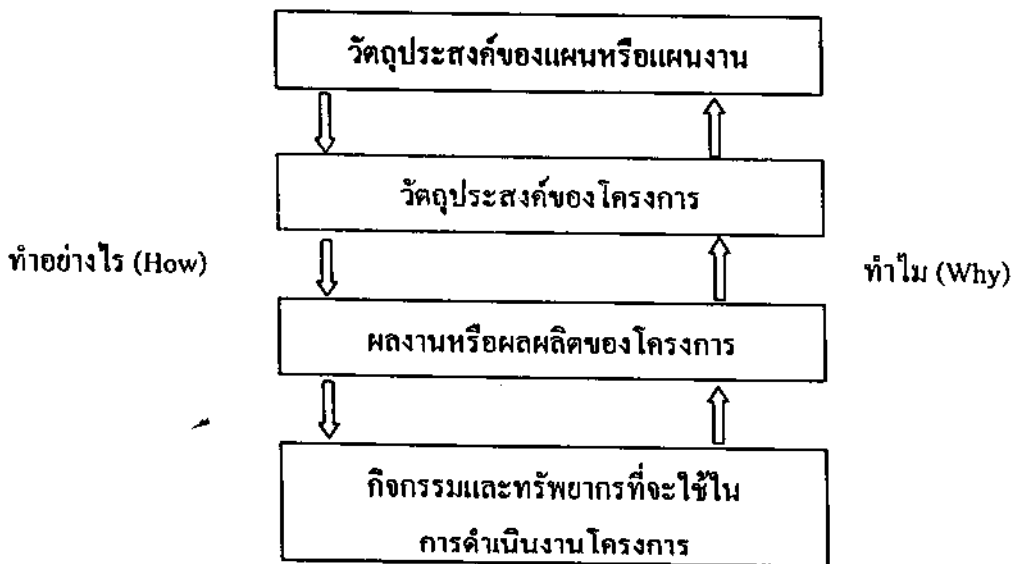 วัตถุประสงค์ของแผนหรือแผนงาน
วัตถุประสงค์ของโครงการ
ทำอย่างไร (How)
ทำไม (Why)
ผลงานหรือผลผลิตของโครงการ
กิจกรรมและทรัพยากรที่จะใช้ใน
การดำเนินงานโครงการ